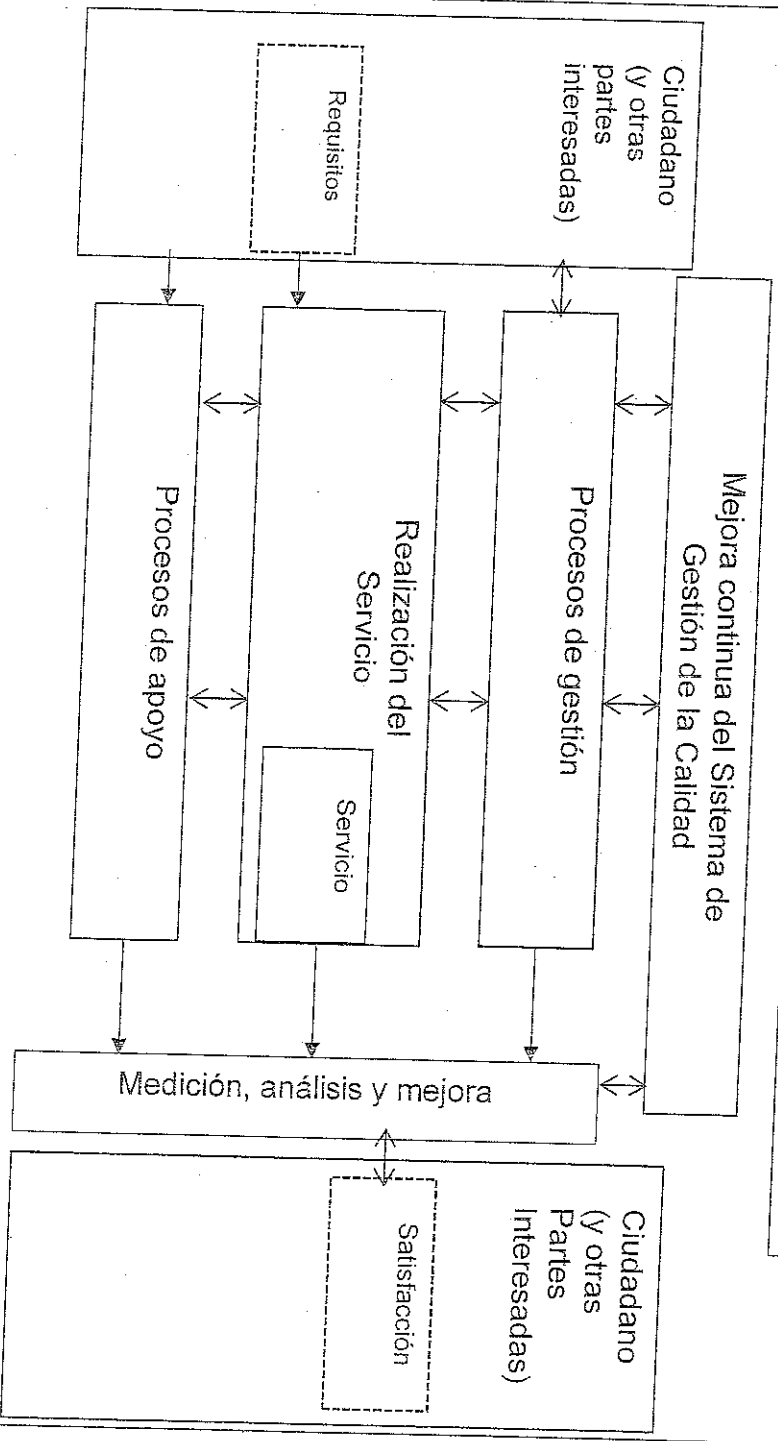 Mejora continua del Sistema de
Gestión de la Calidad
Ciudadano
(y otras
partes
interesadas)
Requisitos
Procesos de gestión
Realización del
Servicio
Servicio
Procesos de apoyo
Medición, análisis y mejora
Ciudadano
(y otras
Partes
Interesadas)
Satisfacción